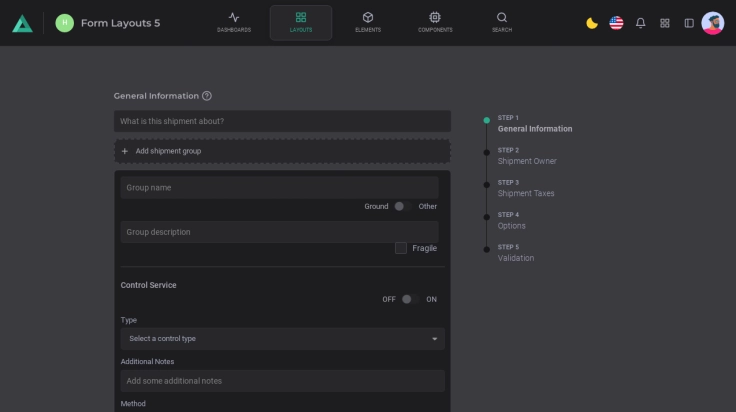 H
Form Layouts 5
DASHBOARDS
LAYOUTS
ELEMENTS
COMPONENTS
SEARCH
General Information
What is this shipment about?
Add shipment group
Group name
Ground
Other
Group description
Fragile
Control Service
OFF
ON
Type
Select a control type
Additional Notes
Add some additional notes
Method
STEP 1
General Information
STEP 2
Shipment Owner
STEP 3
Shipment Taxes
STEP 4
Options
STEP 5
Validation